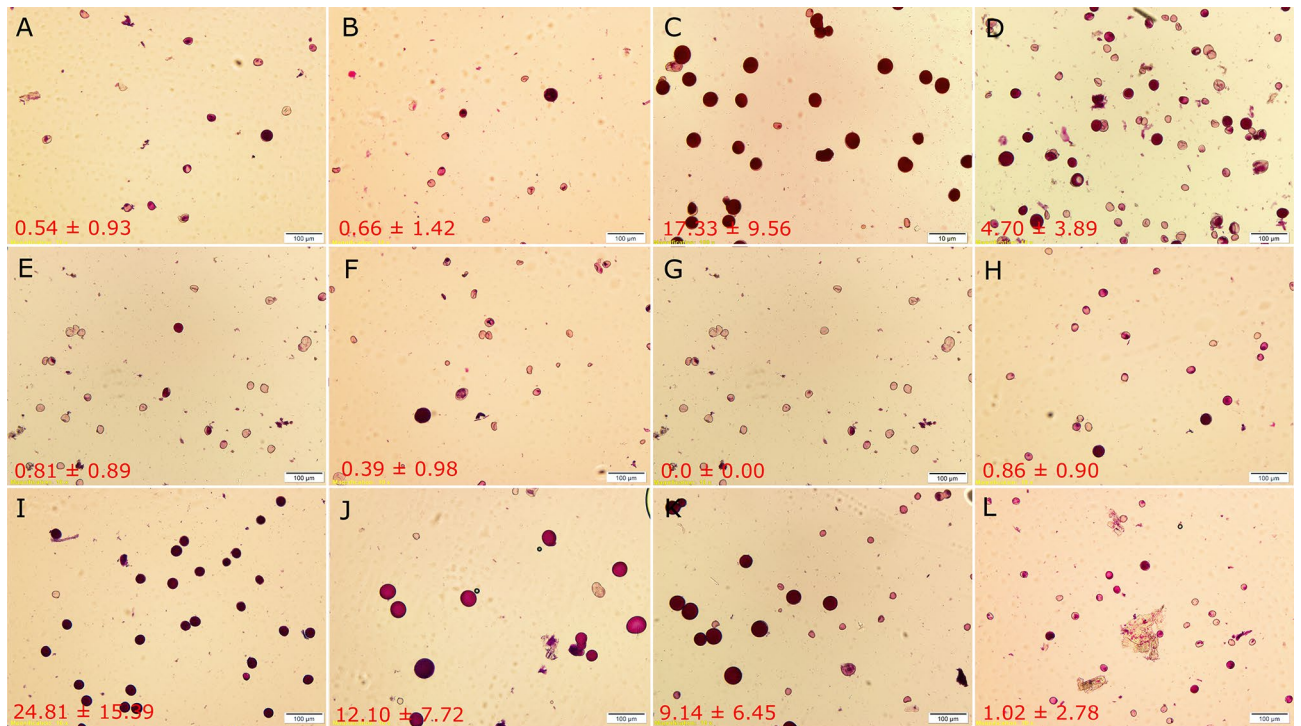 A
B
C
D
0.54 ± 0.93
100 µm
0.66 ± 1.42
100 µm
17.33 ± 9.56
10 µm
4.70 ± 3.89
100 µm
E
F
G
H
0.81 ± 0.89
100 µm
0.39 ± 0.98
100 µm
0.0 ± 0.00
100 µm
0.86 ± 0.90
100 µm
I
J
K
L
24.81 ± 15.59
100 µm
12.10 ± 7.72
100 µm
9.14 ± 6.45
100 µm
1.02 ± 2.78
100 µm